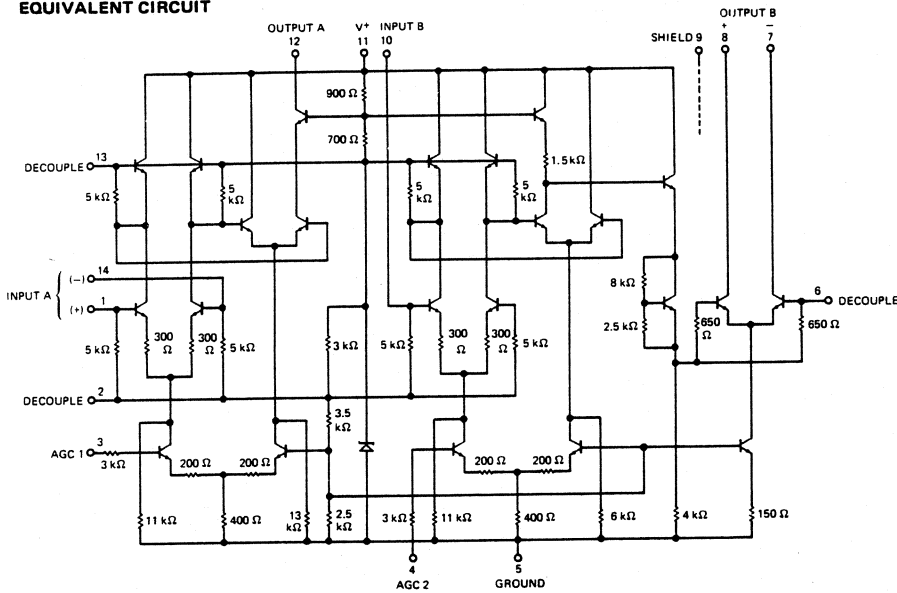 EQUIVALENT CIRCUIT
OUTPUT A 12
V+ 11
INPUT B 10
SHIELD 9
OUTPUT B
+ 8
− 7
900 Ω
700 Ω
DECOUPLE 13
5 kΩ
5 kΩ
5 kΩ
5 kΩ
1.5 kΩ
INPUT A
(−) 14
(+) 1
8 kΩ
2.5 kΩ
6 DECOUPLE
650 Ω
650 Ω
5 kΩ
300 Ω
300 Ω
5 kΩ
3 kΩ
5 kΩ
300 Ω
300 Ω
5 kΩ
DECOUPLE 2
3.5 kΩ
AGC 1 3
3 kΩ
200 Ω
200 Ω
200 Ω
200 Ω
11 kΩ
400 Ω
13 kΩ
2.5 kΩ
3 kΩ
11 kΩ
400 Ω
6 kΩ
4 kΩ
150 Ω
4
AGC 2
5
GROUND